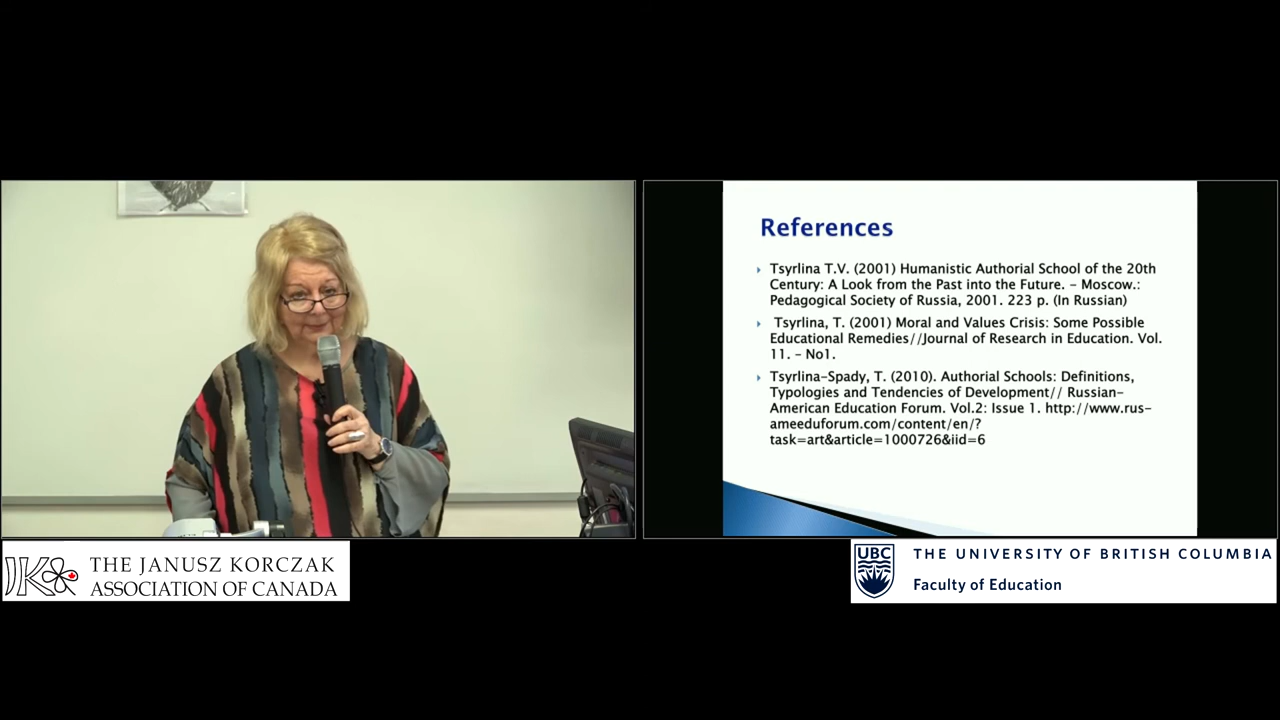 References
Tsyrlina T.V. (2001) Humanistic Authorial School of the 20th
Century: A Look from the Past into the Future. – Moscow.:
Pedagogical Society of Russia, 2001. 223 p. (In Russian)
Tsyrlina, T. (2001) Moral and Values Crisis: Some Possible
Educational Remedies//Journal of Research in Education. Vol.
11. – No1.
Tsyrlina-Spady, T. (2010). Authorial Schools: Definitions,
Typologies and Tendencies of Development// Russian-
American Education Forum. Vol.2: Issue 1. http://www.rus-
ameeduforum.com/content/en/?
task=art&article=1000726&iid=6
JK
THE JANUSZ KORCZAK
ASSOCIATION OF CANADA
UBC
THE UNIVERSITY OF BRITISH COLUMBIA
Faculty of Education